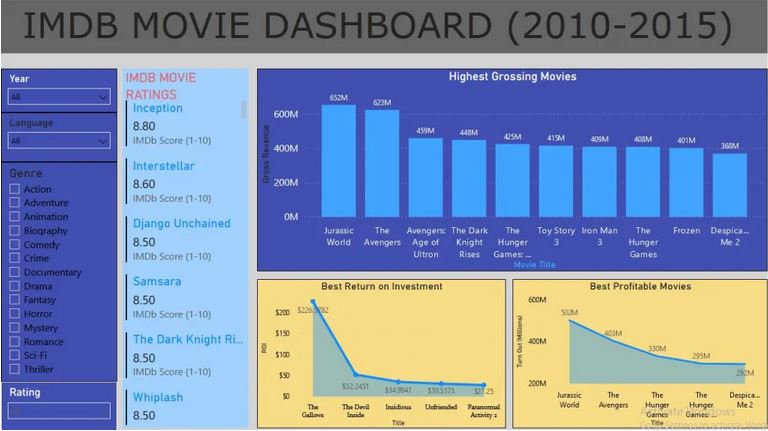 IMDB MOVIE DASHBOARD (2010-2015)
Year
All
Language
All
Genre
Action
Adventure
Animation
Biography
Comedy
Crime
Documentary
Drama
Fantasy
Horror
Mystery
Romance
Sci-Fi
Thriller
Rating
IMDB MOVIE
RATINGS
Inception
8.80
IMDb Score (1-10)
Interstellar
8.60
IMDb Score (1-10)
Django Unchained
8.50
IMDb Score (1-10)
Samsara
8.50
IMDb Score (1-10)
The Dark Knight Ri...
8.50
IMDb Score (1-10)
Whiplash
8.50
Highest Grossing Movies
Gross Revenue
600M
400M
200M
0M
652M
623M
459M
448M
425M
415M
409M
408M
401M
368M
Jurassic
World
The
Avengers
Avengers:
Age of
Ultron
The Dark
Knight
Rises
The
Hunger
Games: ...
Toy Story
3
Iron Man
3
The
Hunger
Games
Frozen
Despica...
Me 2
Movie Title
Best Return on Investment
ROI
$200
$150
$100
$50
$0
$52.2451
$34.9941
$27.25
The
Gallows
The Devil
Inside
Insidious
Unfriended
Paranormal
Activity 2
Title
Best Profitable Movies
Turn Out (Millions)
600M
400M
200M
502M
403M
330M
295M
292M
Jurassic
World
The
Avengers
The
Hunger
Games
The
Hunger
Games: ...
Despica...
Me 2
Title
Activate Windows
Go to Settings to activate Wind